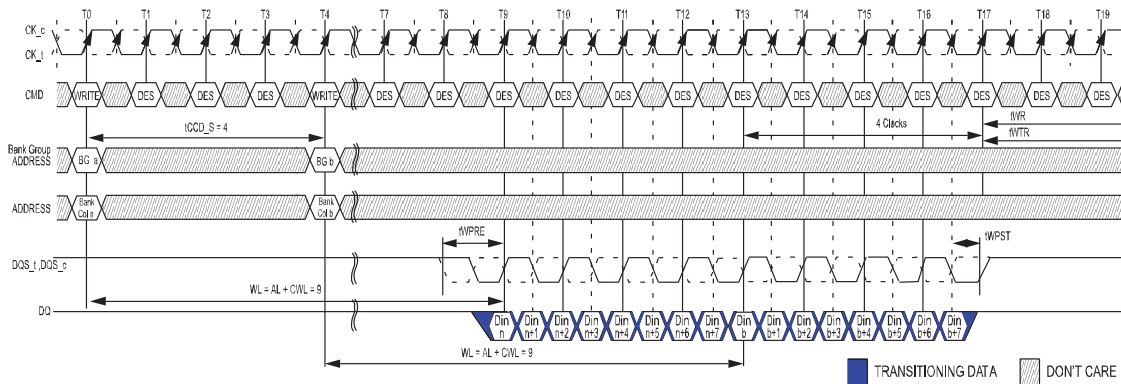 T0 T1 T2 T3 T4 T7 T8 T9 T10 T11 T12 T13 T14 T15 T16 T17 T18 T19
CK_c
CK_t
CMD WRITE DES DES DES WRITE DES DES DES DES DES DES DES DES DES DES DES DES DES
tCCD_S = 4
4 Clocks
tWR
tWTR
Bank Group
ADDRESS
BG a
BG b
ADDRESS
Bank
Col n
Bank
Col b
tWPRE
tWPST
DQS_t ,DQS_c
WL = AL + CWL = 9
DQ
Din n
Din n+1
Din n+2
Din n+3
Din n+4
Din n+5
Din n+6
Din n+7
Din b
Din b+1
Din b+2
Din b+3
Din b+4
Din b+5
Din b+6
Din b+7
WL = AL + CWL = 9
TRANSITIONING DATA
DON'T CARE